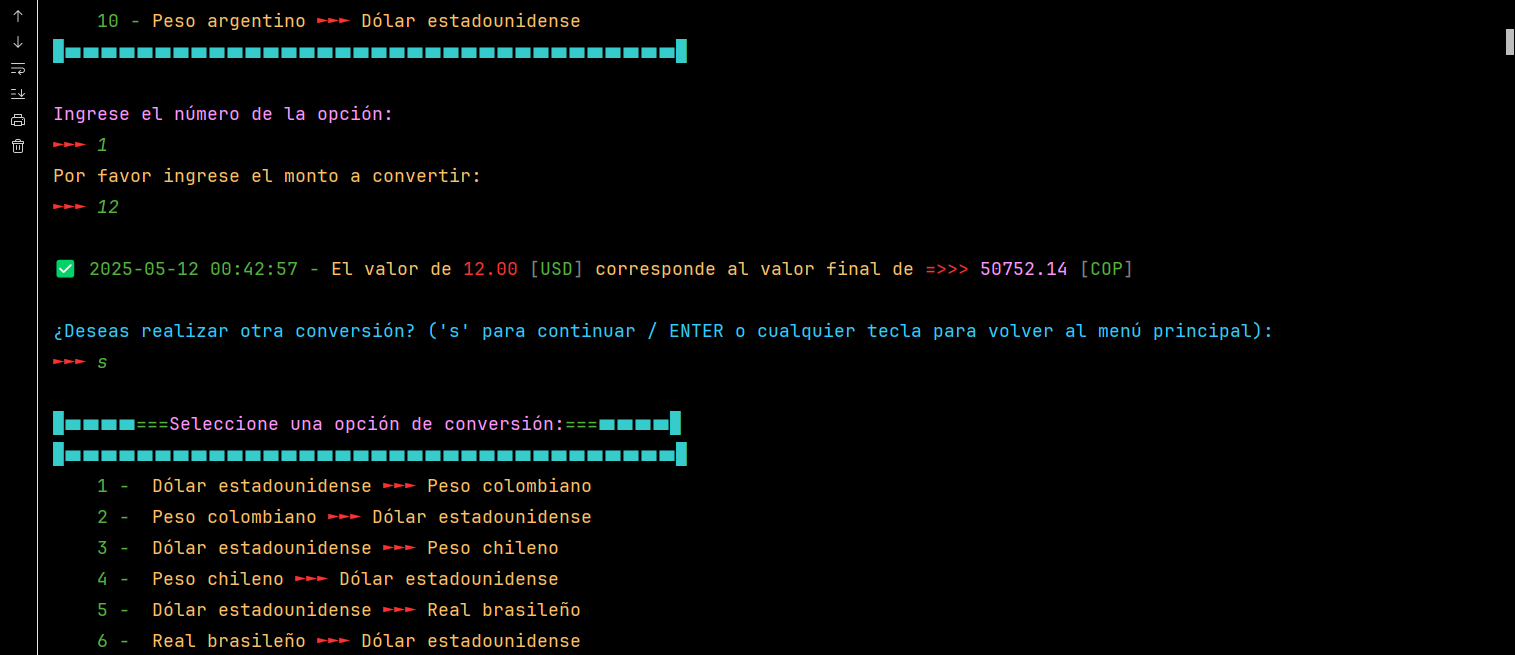 10 - Peso argentino ►►► Dólar estadounidense
Ingrese el número de la opción:
►►► 1
Por favor ingrese el monto a convertir:
►►► 12
✅ 2025-05-12 00:42:57 - El valor de 12.00 [USD] corresponde al valor final de =>>> 50752.14 [COP]
¿Deseas realizar otra conversión? ('s' para continuar / ENTER o cualquier tecla para volver al menú principal):
►►► s
===Seleccione una opción de conversión:===
1 - Dólar estadounidense ►►► Peso colombiano
2 - Peso colombiano ►►► Dólar estadounidense
3 - Dólar estadounidense ►►► Peso chileno
4 - Peso chileno ►►► Dólar estadounidense
5 - Dólar estadounidense ►►► Real brasileño
6 - Real brasileño ►►► Dólar estadounidense